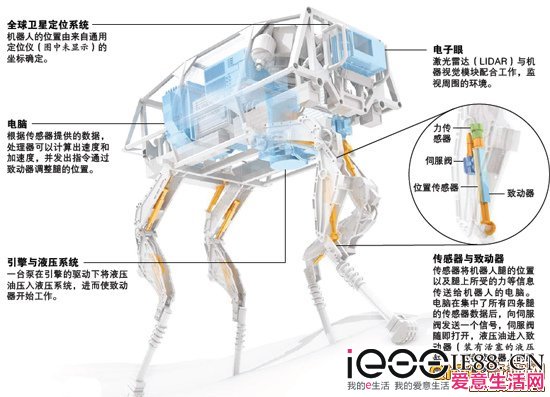 全球卫星定位系统
机器人的位置由来自通用
定位仪（图中未显示）的
坐标确定。
电脑
根据传感器提供的数据，
处理器可以计算出速度和
加速度，并发出指令通过
致动器调整腿的位置。
引擎与液压系统
一台泵在引擎的驱动下将液压
油压入液压系统，进而使致动
器开始工作。
电子眼
激光雷达（LIDAR）与机
器视觉模块配合工作，监
视周围的环境。
力传
感器
伺服阀
位置传感器
致动器
传感器与致动器
传感器将机器人腿的位置
以及腿上所受的力等信息
传送给机器人的电脑。
电脑在集中了所有四条腿
的传感器数据后，向伺服
阀发送一个信号，伺服阀
随即打开，液压油进入致
动器（装有活塞的液压
IE88.CN
我的e生活 我的爱意生活
爱意生活网